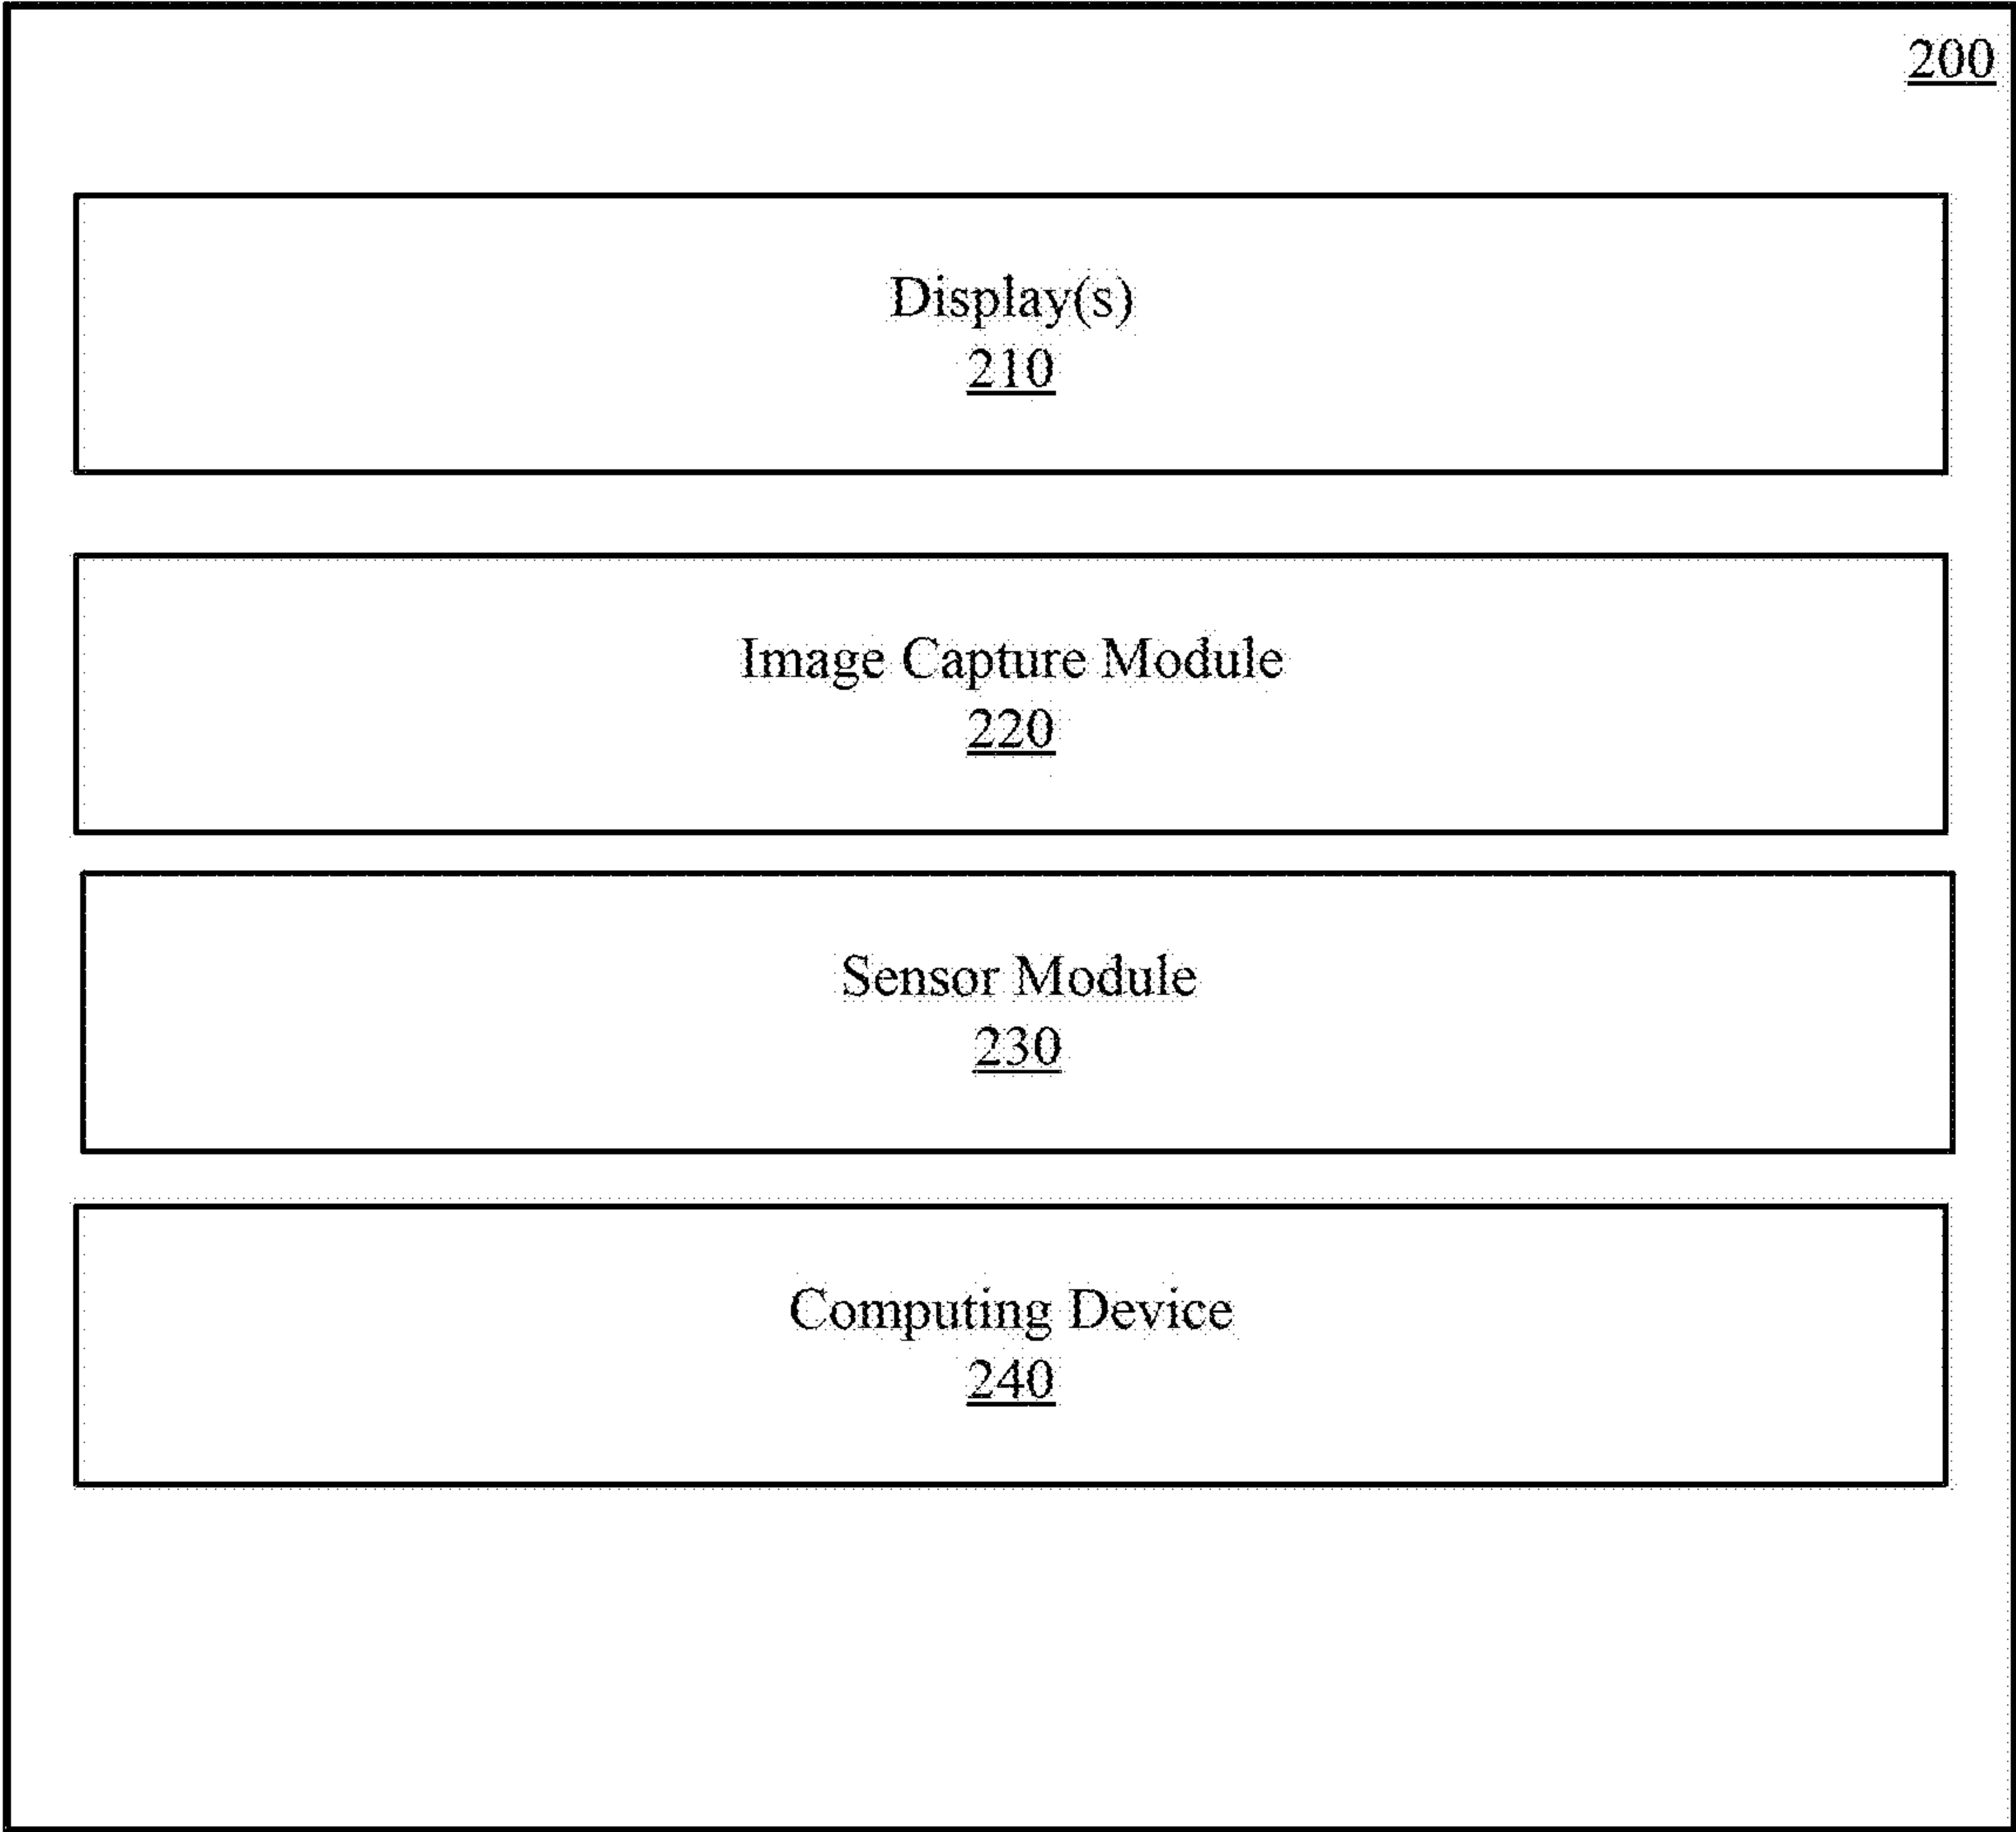 200
Display(s)
210
Image Capture Module
220
Sensor Module
230
Computing Device
240